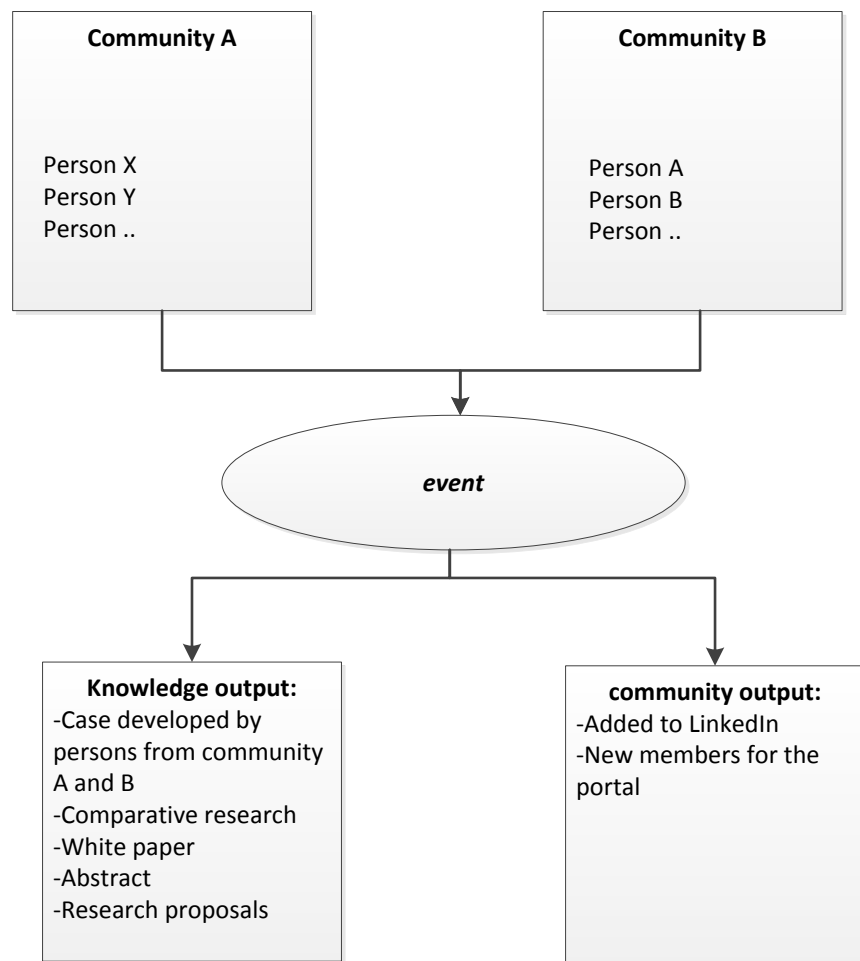 Community A
Person X
Person Y
Person ..
Community B
Person A
Person B
Person ..
event
Knowledge output:
-Case developed by
persons from community
A and B
-Comparative research
-White paper
-Abstract
-Research proposals
community output:
-Added to LinkedIn
-New members for the
portal